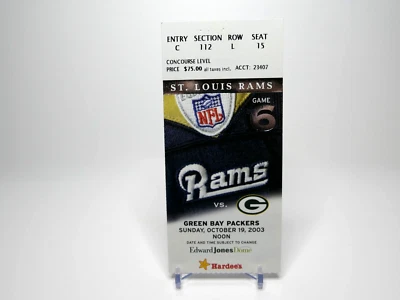 ENTRY SECTION ROW SEAT
C 112 L 15
CONCOURSE LEVEL
PRICE $75.00 all taxes incl. ACCT: 23407
ST. LOUIS RAMS
GAME
6
NFL
Rams
VS. G
GREEN BAY PACKERS
SUNDAY, OCTOBER 19, 2003
NOON
DATE AND TIME SUBJECT TO CHANGE
Edward Jones Dome
Hardee's